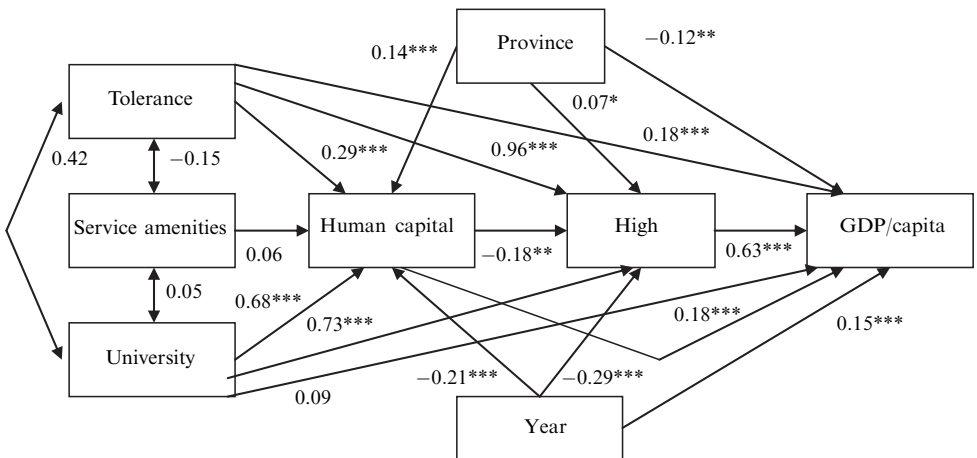 Province
−0.12**
0.14***
Tolerance
0.07*
0.18***
0.42
−0.15
0.29***
0.96***
Service amenities
Human capital
High
GDP/capita
0.06
−0.18**
0.63***
0.05
0.68***
0.73***
0.18***
0.15***
University
−0.21***
−0.29***
0.09
Year